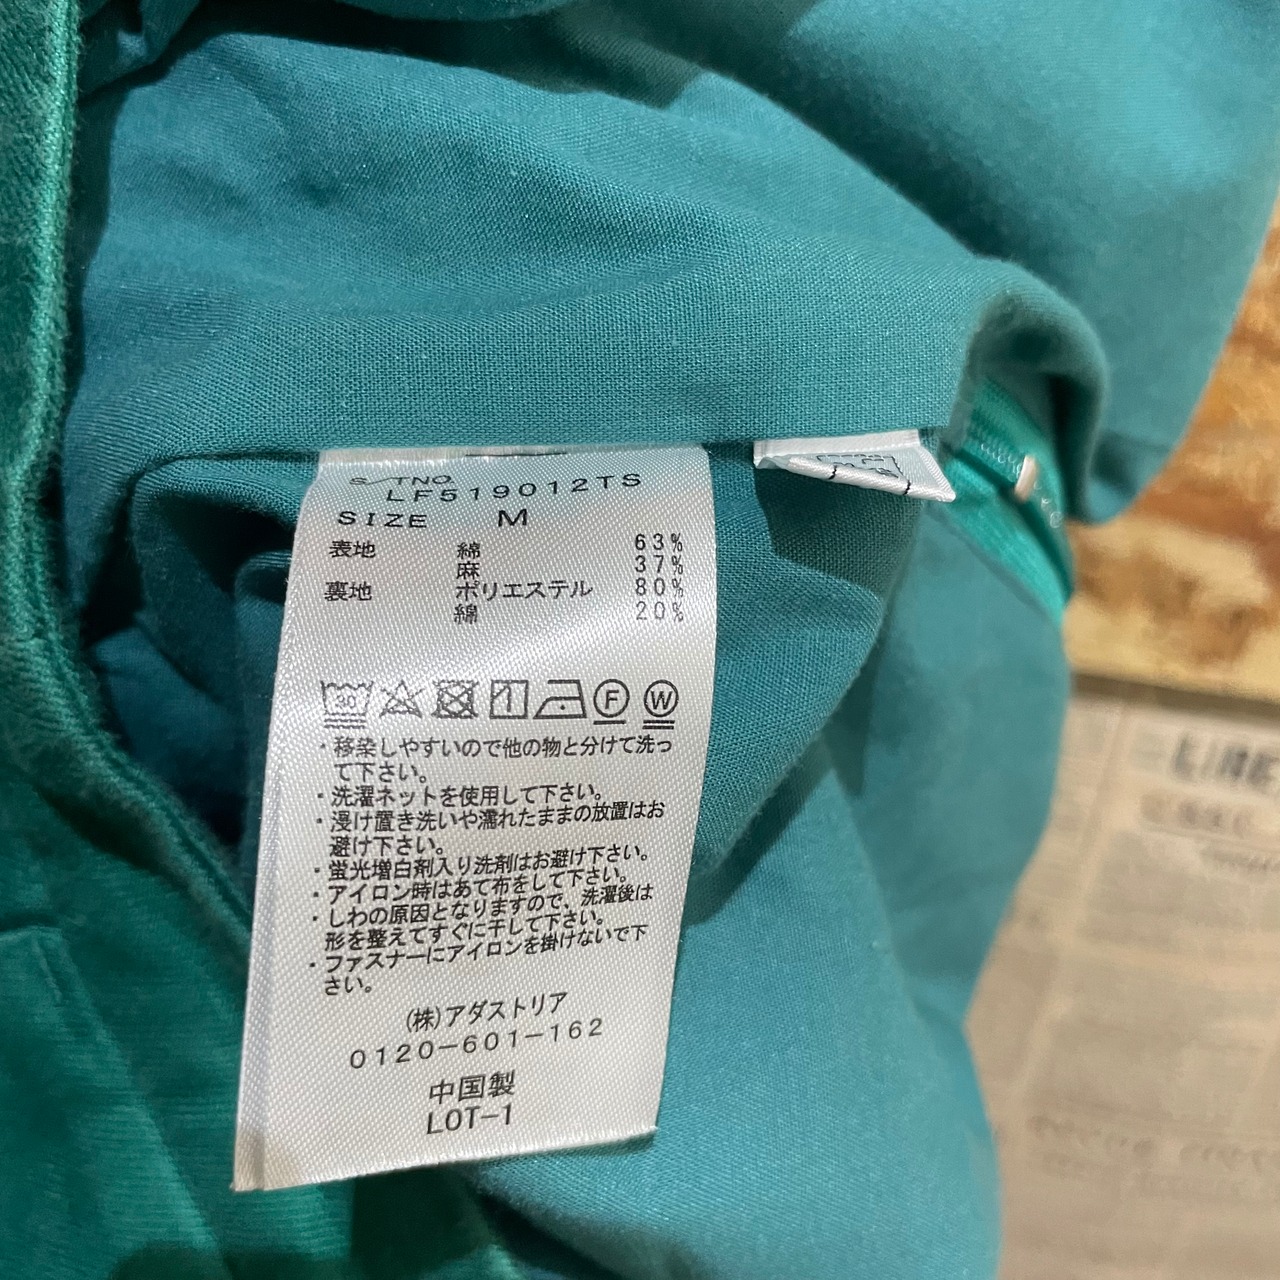 S/TNO.
LF519012TS
SIZE M
表地 綿 63%
麻 37%
裏地 ポリエステル 80%
綿 20%
30 1 F W
・移染しやすいので他の物と分けて洗っ
て下さい。
・洗濯ネットを使用して下さい。
・浸け置き洗いや濡れたままの放置はお
避け下さい。
・蛍光増白剤入り洗剤はお避け下さい。
・アイロン時はあて布をして下さい。
・しわの原因となりますので、洗濯後は
形を整えてすぐに干して下さい。
・ファスナーにアイロンを掛けないで下
さい。
(株)アダストリア
0120-601-162
中国製
LOT-1